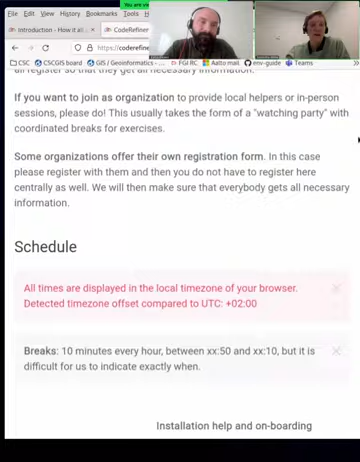 You are vie
File Edit View History Bookmarks Tools H
Introduction - How it all
CodeRefiner
https://coderefine
CSC CSCGIS board GIS / Geoinformatics -... FGI RC Aalto mail env-guide Teams
all register so that they get all necessary information.
If you want to join as organization to provide local helpers or in-person
sessions, please do! This usually takes the form of a "watching party" with
coordinated breaks for exercises.
Some organizations offer their own registration form. In this case
please register with them and then you do not have to register here
centrally as well. We will then make sure that everybody gets all necessary
information.
Schedule
All times are displayed in the local timezone of your browser.
Detected timezone offset compared to UTC: +02:00
Breaks: 10 minutes every hour, between xx:50 and xx:10, but it is
difficult for us to indicate exactly when.
Installation help and on-boarding